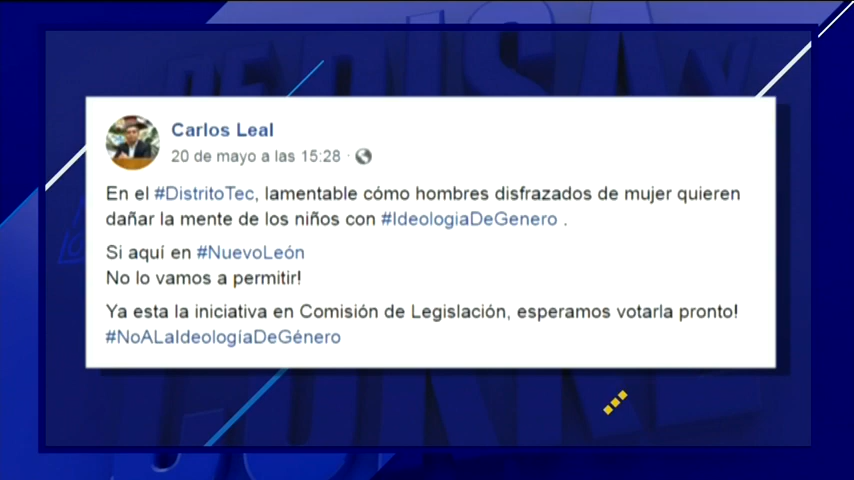 Carlos Leal
20 de mayo a las 15:28 ·
En el #DistritoTec, lamentable cómo hombres disfrazados de mujer quieren
dañar la mente de los niños con #IdeologiaDeGenero .
Si aquí en #NuevoLeón
No lo vamos a permitir!
Ya esta la iniciativa en Comisión de Legislación, esperamos votarla pronto!
#NoALaIdeologíaDeGénero